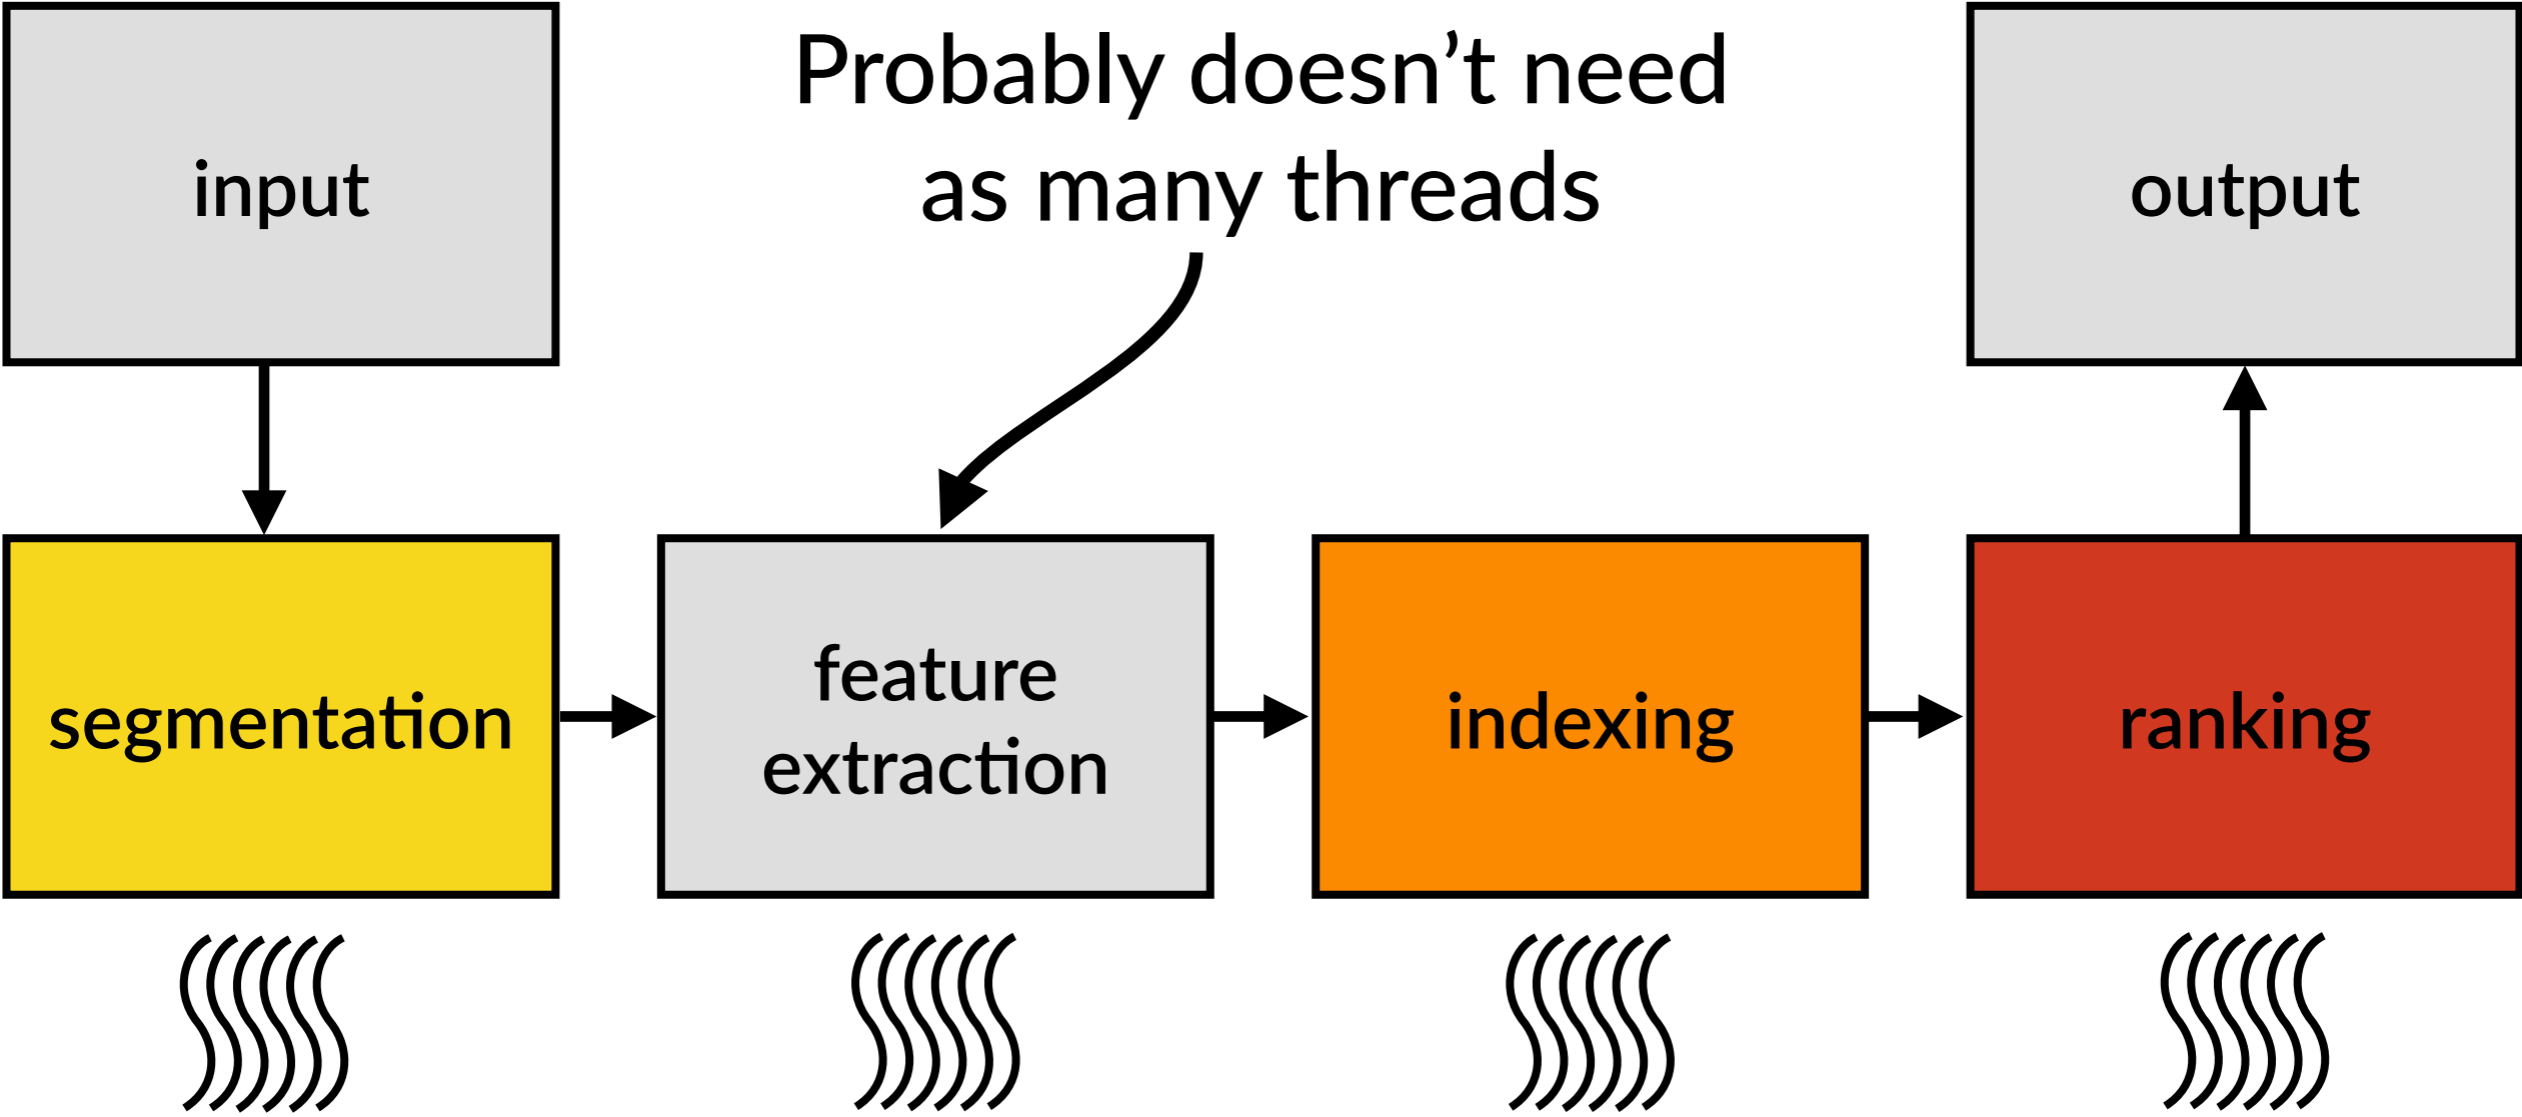 input
Probably doesn’t need
as many threads
output
segmentation
feature
extraction
indexing
ranking